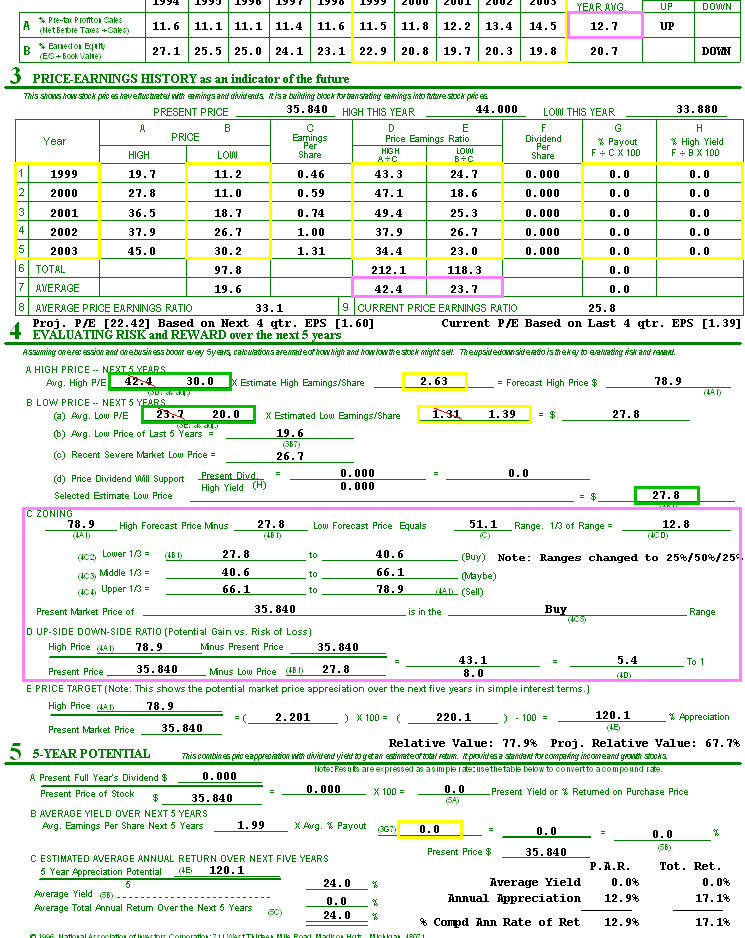 1994 1995 1996 1997 1998 1999 2000 2001 2002 2003 YEAR AVG. UP DOWN
A % Pre-tax Profit on Sales (Net Before Taxes ÷ Sales) 11.6 11.1 11.1 11.4 11.6 11.5 11.8 12.2 13.4 14.5 12.7 UP
B % Earned on Equity (E/S ÷ Book Value) 27.1 25.5 25.0 24.1 23.1 22.9 20.8 19.7 20.3 19.8 20.7 DOWN
3 PRICE-EARNINGS HISTORY as an indicator of the future
This shows how stock prices have fluctuated with earnings and dividends. It is a building block for translating earnings into future stock prices.
PRESENT PRICE 35.840 HIGH THIS YEAR 44.000 LOW THIS YEAR 33.880
A B C D E F G H
Year PRICE Earnings Per Share Price Earnings Ratio Dividend Per Share % Payout F ÷ C X 100 % High Yield F ÷ B X 100
HIGH LOW HIGH A ÷ C LOW B ÷ C
1 1999 19.7 11.2 0.46 43.3 24.7 0.000 0.0 0.0
2 2000 27.8 11.0 0.59 47.1 18.6 0.000 0.0 0.0
3 2001 36.5 18.7 0.74 49.4 25.3 0.000 0.0 0.0
4 2002 37.9 26.7 1.00 37.9 26.7 0.000 0.0 0.0
5 2003 45.0 30.2 1.31 34.4 23.0 0.000 0.0 0.0
6 TOTAL 97.8 212.1 118.3 0.0
7 AVERAGE 19.6 42.4 23.7 0.0
8 AVERAGE PRICE EARNINGS RATIO 33.1 9 CURRENT PRICE EARNINGS RATIO 25.8
Proj. P/E [22.42] Based on Next 4 qtr. EPS [1.60] Current P/E Based on Last 4 qtr. EPS [1.39]
4 EVALUATING RISK and REWARD over the next 5 years
Assuming one recession and one business boom every 5 years, calculations are made of how high and how low the stock might sell. The upside-downside ratio is the key to evaluating risk and reward.
A HIGH PRICE -- NEXT 5 YEARS
Avg. High P/E 42.4 30.0 X Estimate High Earnings/Share 2.63 = Forecast High Price $ 78.9
(3D7 as adj.) (4A1)
B LOW PRICE -- NEXT 5 YEARS
(a) Avg. Low P/E 23.7 20.0 X Estimated Low Earnings/Share 1.31 1.39 = $ 27.8
(3E7 as adj.)
(b) Avg. Low Price of Last 5 Years = 19.6
(3B7)
(c) Recent Severe Market Low Price = 26.7
(d) Price Dividend Will Support Present Divd. = 0.000 = 0.0
High Yield (H) 0.000
Selected Estimate Low Price = $ 27.8
(4B1)
C ZONING
78.9 High Forecast Price Minus 27.8 Low Forecast Price Equals 51.1 Range. 1/3 of Range = 12.8
(4A1) (4B1) (C) (4CD)
(4C2) Lower 1/3 = (4B1) 27.8 to 40.6 (Buy) Note: Ranges changed to 25%/50%/25%
(4C3) Middle 1/3 = 40.6 to 66.1 (Maybe)
(4C4) Upper 1/3 = 66.1 to 78.9 (4A1) (Sell)
Present Market Price of 35.840 is in the Buy Range
(4C5)
D UP-SIDE DOWN-SIDE RATIO (Potential Gain vs. Risk of Loss)
High Price (4A1) 78.9 Minus Present Price 35.840
= 43.1 = 5.4 To 1
Present Price 35.840 Minus Low Price (4B1) 27.8 8.0 (4D)
E PRICE TARGET (Note: This shows the potential market price appreciation over the next five years in simple interest terms.)
High Price (4A1) 78.9
= ( 2.201 ) X 100 = ( 220.1 ) - 100 = 120.1 % Appreciation
Present Market Price 35.840 (4E)
Relative Value: 77.9% Proj. Relative Value: 67.7%
5 5-YEAR POTENTIAL This combines price appreciation with dividend yield to get an estimate of total return. It provides a standard for comparing income and growth stocks.
Note: Results are expressed as a simple rate; use the table below to convert to a compound rate.
A Present Full Year's Dividend $ 0.000
= 0.000 X 100 = 0.0 Present Yield or % Returned on Purchase Price
Present Price of Stock $ 35.840 (5A)
B AVERAGE YIELD OVER NEXT 5 YEARS
Avg. Earnings Per Share Next 5 Years 1.99 X Avg. % Payout (3G7) 0.0 = 0.0 = 0.0 %
Present Price $ 35.840 (5B)
C ESTIMATED AVERAGE ANNUAL RETURN OVER NEXT FIVE YEARS P.A.R. Tot. Ret.
5 Year Appreciation Potential (4E) 120.1
5 24.0 % Average Yield 0.0% 0.0%
Average Yield (5B) 0.0 % Annual Appreciation 12.9% 17.1%
Average Total Annual Return Over the Next 5 Years (5C) 24.0 % % Compd Ann Rate of Ret 12.9% 17.1%